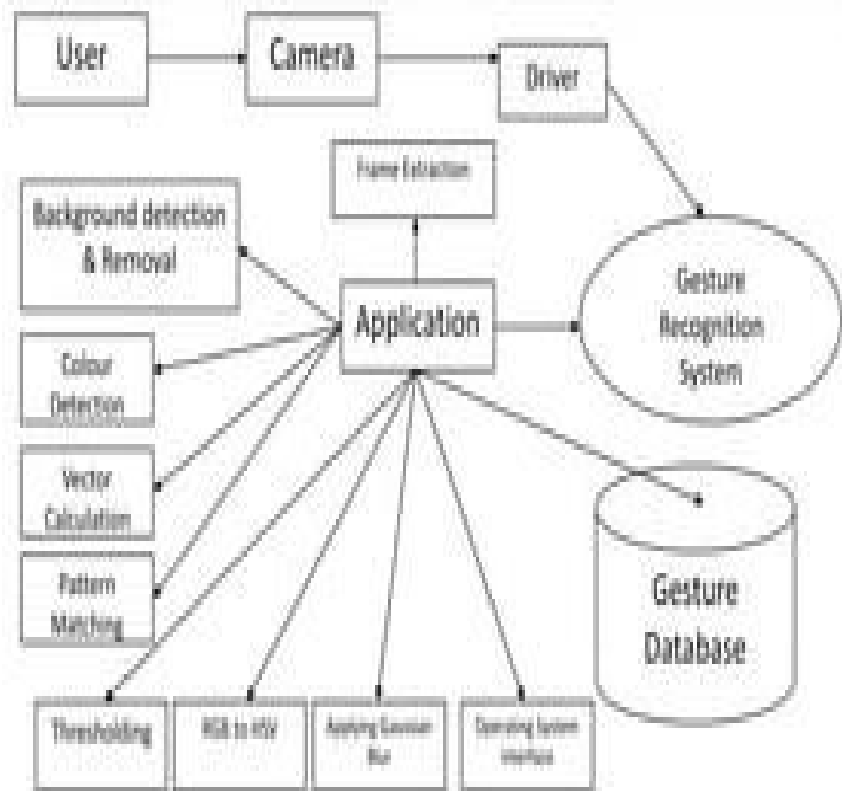 User
Camera
Driver
Frame Extraction
Background detection
& Removal
Application
Gesture
Recognition
System
Colour
Detection
Vector
Calculation
Pattern
Matching
Gesture
Database
Thresholding
RGB to HSV
Applying Gaussian
Blur
Operating System
Interface